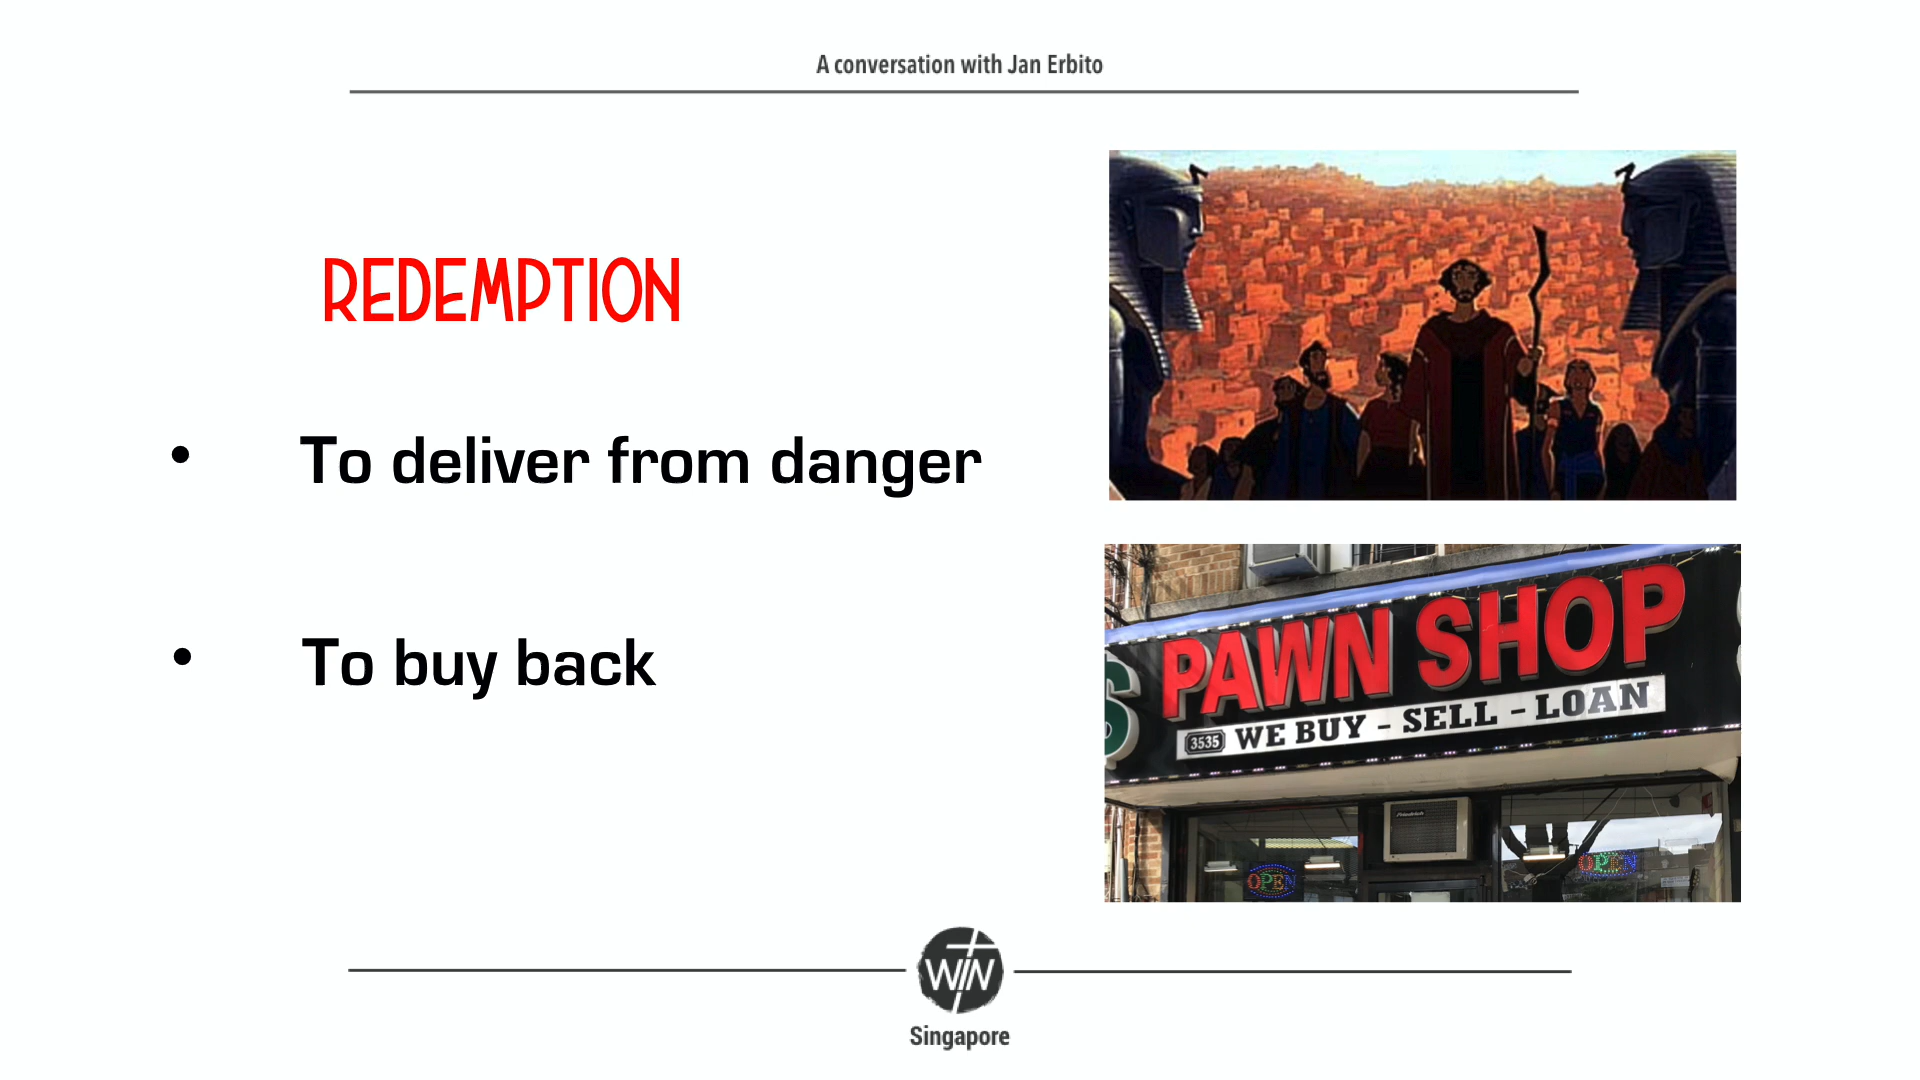 A conversation with Jan Erbito
REDEMPTION
• To deliver from danger
• To buy back
$ PAWN SHOP
3535 WE BUY - SELL - LOAN
Friedrich
OPEN
OPEN
WIN
Singapore